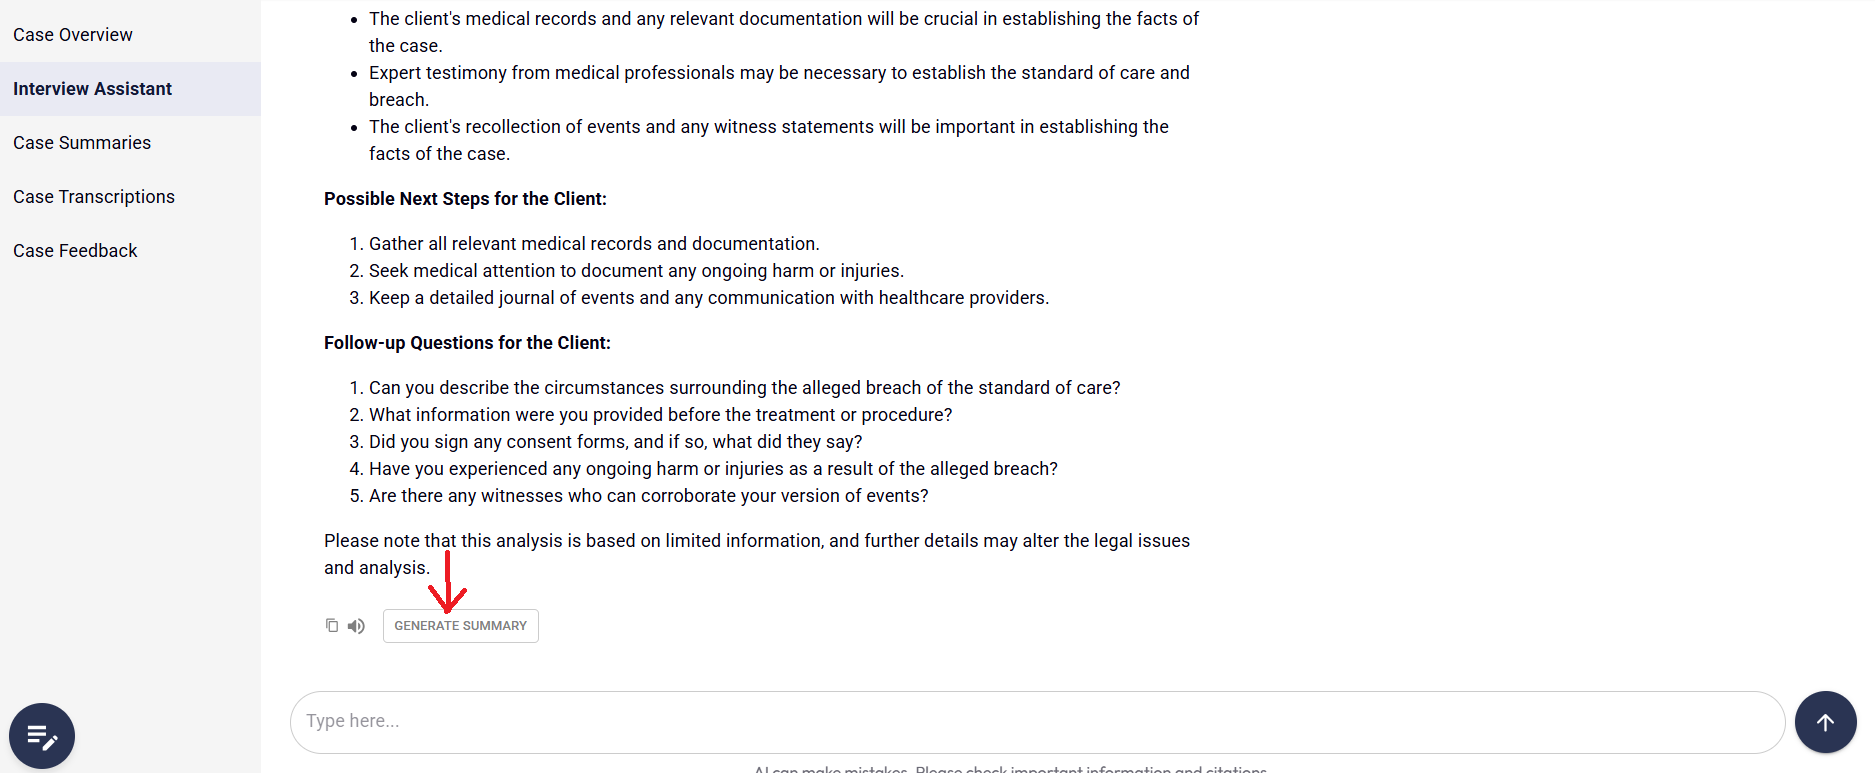 Case Overview
Interview Assistant
Case Summaries
Case Transcriptions
Case Feedback
• The client's medical records and any relevant documentation will be crucial in establishing the facts of
the case.
• Expert testimony from medical professionals may be necessary to establish the standard of care and
breach.
• The client's recollection of events and any witness statements will be important in establishing the
facts of the case.
Possible Next Steps for the Client:
1. Gather all relevant medical records and documentation.
2. Seek medical attention to document any ongoing harm or injuries.
3. Keep a detailed journal of events and any communication with healthcare providers.
Follow-up Questions for the Client:
1. Can you describe the circumstances surrounding the alleged breach of the standard of care?
2. What information were you provided before the treatment or procedure?
3. Did you sign any consent forms, and if so, what did they say?
4. Have you experienced any ongoing harm or injuries as a result of the alleged breach?
5. Are there any witnesses who can corroborate your version of events?
Please note that this analysis is based on limited information, and further details may alter the legal issues
and analysis.
GENERATE SUMMARY
Type here...
AI can make mistakes. Please check important information and citations.